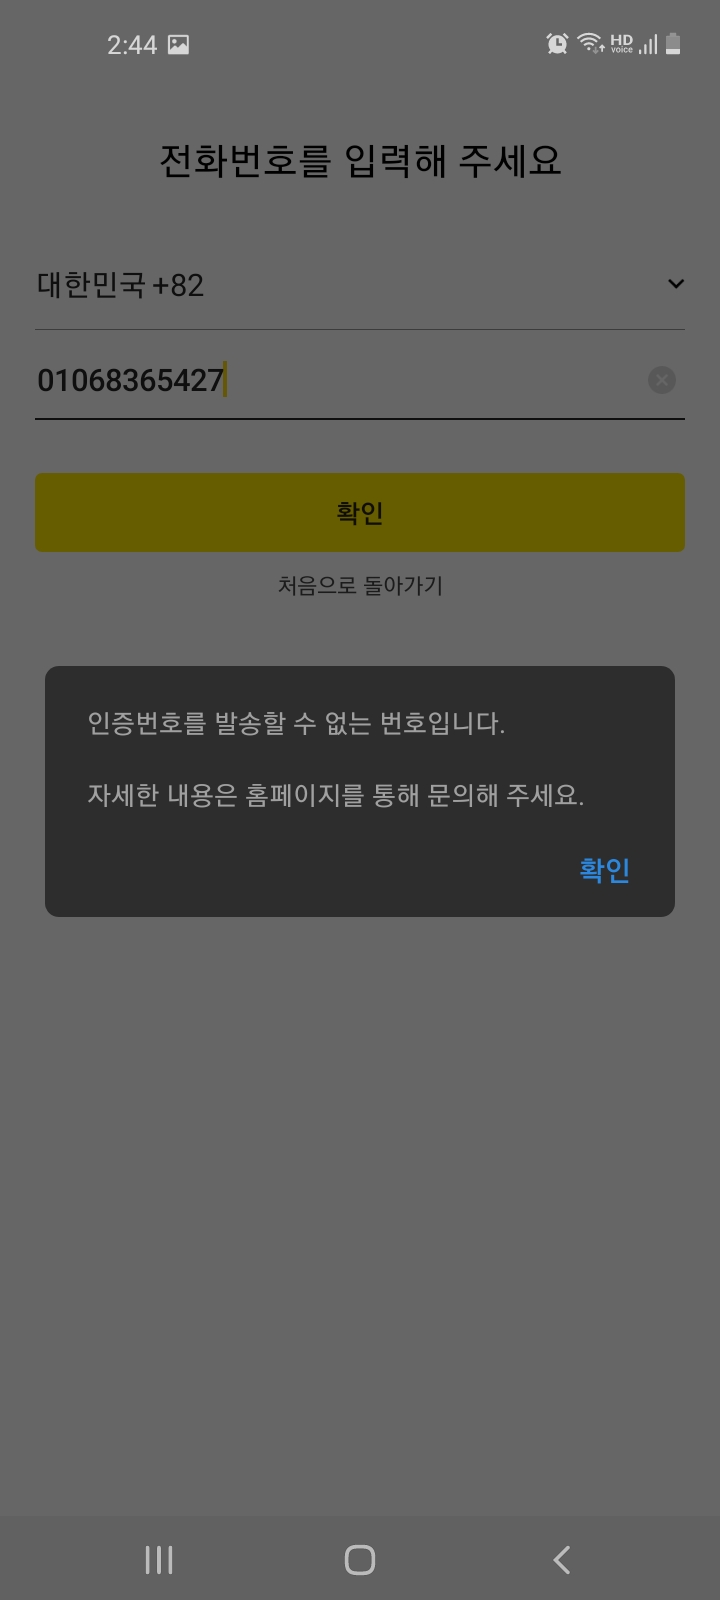 2:44
HD
voice
전화번호를 입력해 주세요
대한민국 +82
01068365427
확인
처음으로 돌아가기
인증번호를 발송할 수 없는 번호입니다.
자세한 내용은 홈페이지를 통해 문의해 주세요.
확인